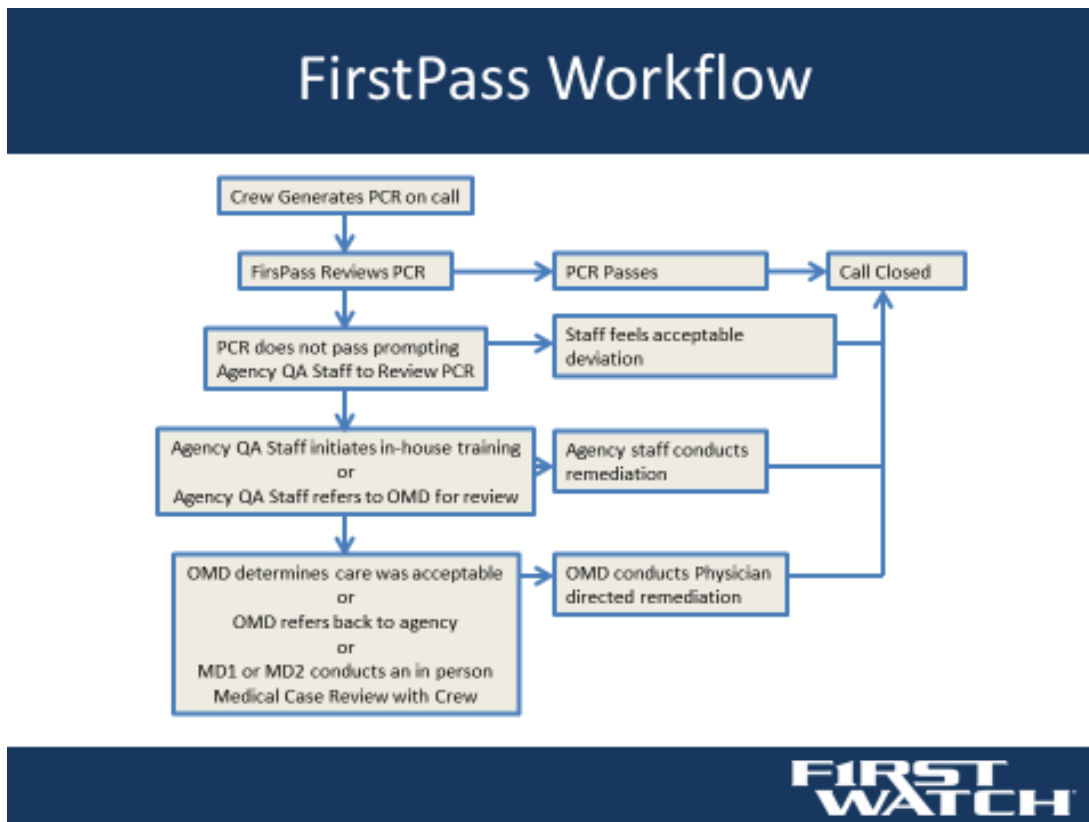 FirstPass Workflow
Crew Generates PCR on call
FirsPass Reviews PCR
PCR Passes
Call Closed
PCR does not pass prompting
Agency QA Staff to Review PCR
Staff feels acceptable
deviation
Agency QA Staff initiates in-house training
or
Agency QA Staff refers to OMD for review
Agency staff conducts
remediation
OMD determines care was acceptable
or
OMD refers back to agency
or
MD1 or MD2 conducts an in person
Medical Case Review with Crew
OMD conducts Physician
directed remediation
FIRST
WATCH